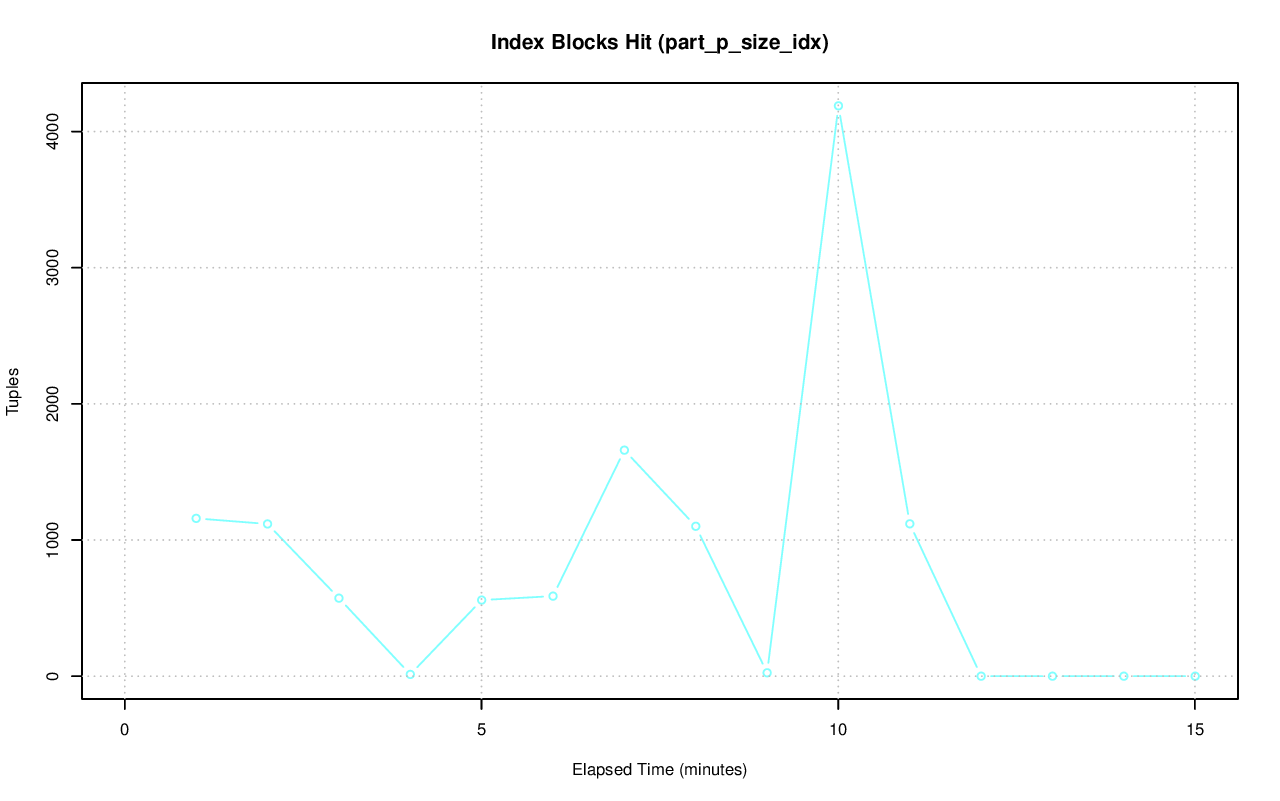 Index Blocks Hit (part_p_size_idx)
4000
3000
2000
1000
0
Tuples
0 5 10 15
Elapsed Time (minutes)